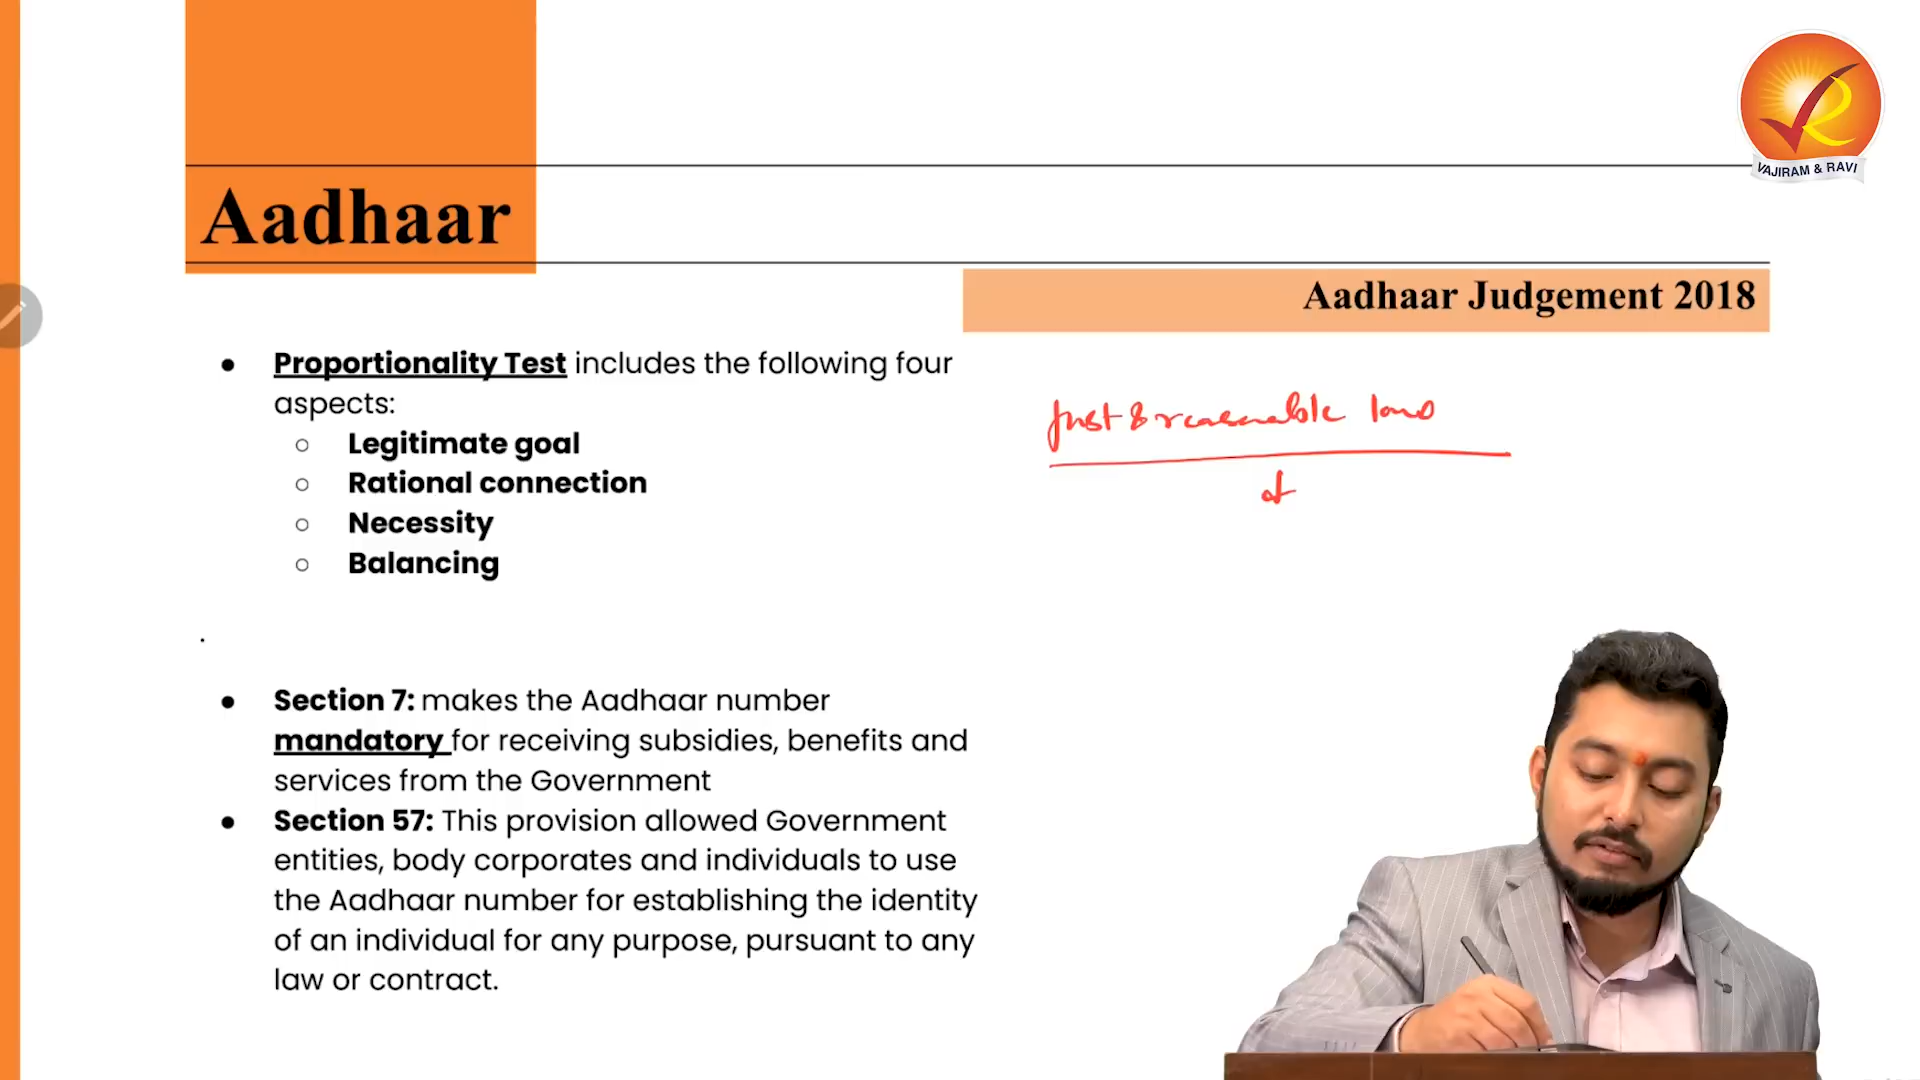 VAJIRAM & RAVI
Aadhaar
Aadhaar Judgement 2018
● Proportionality Test includes the following four
aspects:
○ Legitimate goal
○ Rational connection
○ Necessity
○ Balancing
Just & reasonable law
.
● Section 7: makes the Aadhaar number
mandatory for receiving subsidies, benefits and
services from the Government
● Section 57: This provision allowed Government
entities, body corporates and individuals to use
the Aadhaar number for establishing the identity
of an individual for any purpose, pursuant to any
law or contract.